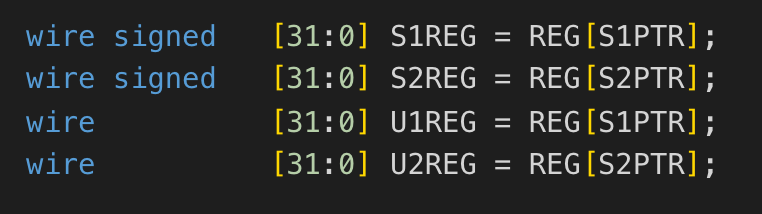 wire signed   [31:0] S1REG = REG[S1PTR];
wire signed   [31:0] S2REG = REG[S2PTR];
wire          [31:0] U1REG = REG[S1PTR];
wire          [31:0] U2REG = REG[S2PTR];